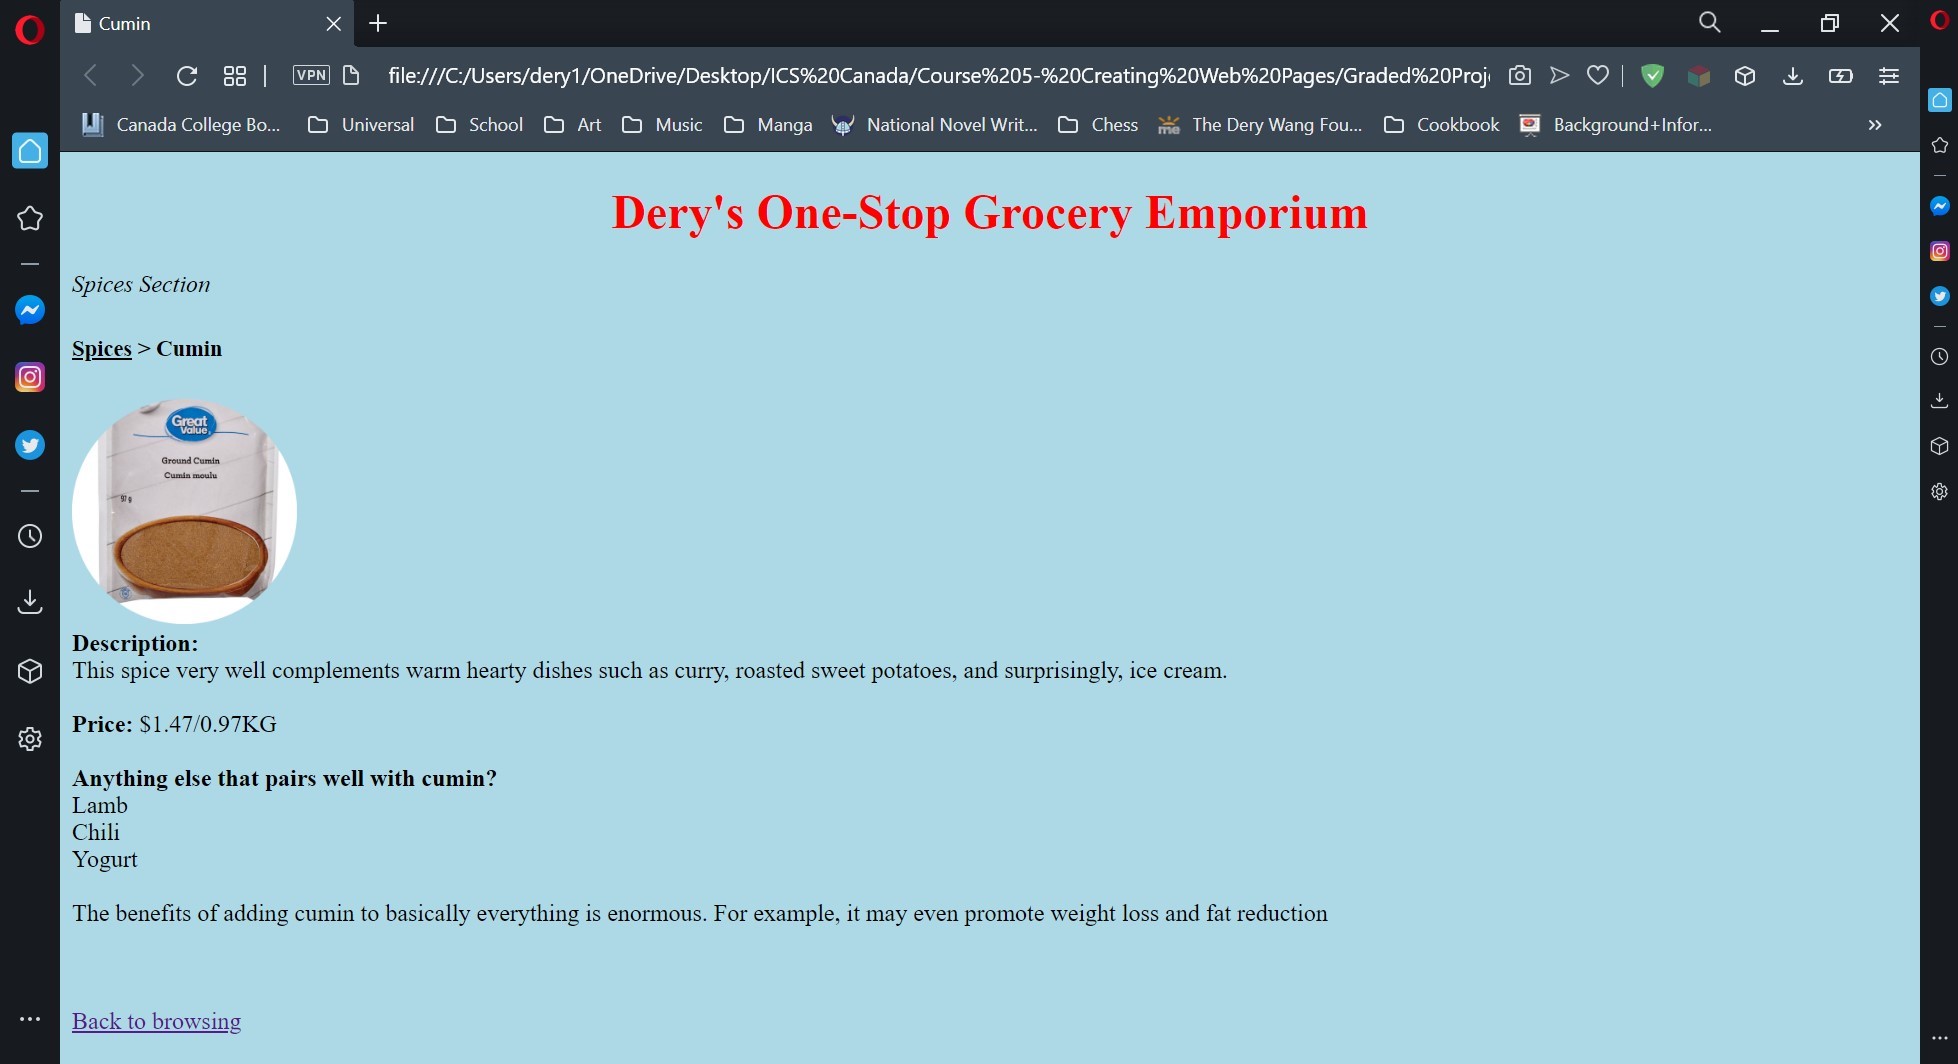 Cumin
VPN
file:///C:/Users/dery1/OneDrive/Desktop/ICS%20Canada/Course%205-%20Creating%20Web%20Pages/Graded%20Proj
Canada College Bo... Universal School Art Music Manga National Novel Writ... Chess me The Dery Wang Fou... Cookbook Background+Infor... »
Dery's One-Stop Grocery Emporium
Spices Section
Spices > Cumin
Great
Value
Ground Cumin
Cumin moulu
97 g
Description:
This spice very well complements warm hearty dishes such as curry, roasted sweet potatoes, and surprisingly, ice cream.
Price: $1.47/0.97KG
Anything else that pairs well with cumin?
Lamb
Chili
Yogurt
The benefits of adding cumin to basically everything is enormous. For example, it may even promote weight loss and fat reduction
Back to browsing